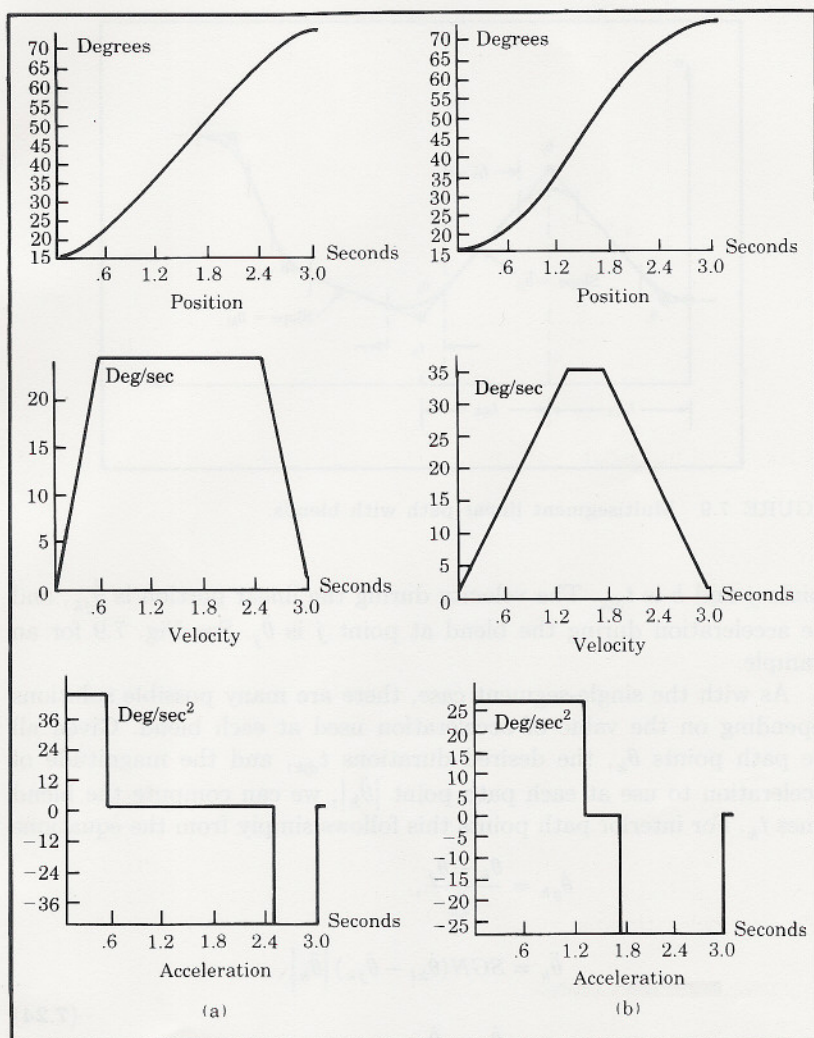 Degrees
70
65
60
55
50
45
40
35
30
25
20
15
.6 1.2 1.8 2.4 3.0
Seconds
Position
Degrees
70
65
60
55
50
45
40
35
30
25
20
15
.6 1.2 1.8 2.4 3.0
Seconds
Position
Deg/sec
20
15
10
5
0
.6 1.2 1.8 2.4 3.0
Seconds
Velocity
Deg/sec
35
30
25
20
15
10
5
0
.6 1.2 1.8 2.4 5.0
Seconds
Velocity
Deg/sec²
36
24
12
0
−12
−24
−36
.6 1.2 1.8 2.4 3.0
Seconds
Acceleration
(a)
Deg/sec²
25
20
15
10
5
0
−5
−10
−15
−20
−25
.6 1.2 1.8 2.4 3.0
Seconds
Acceleration
(b)